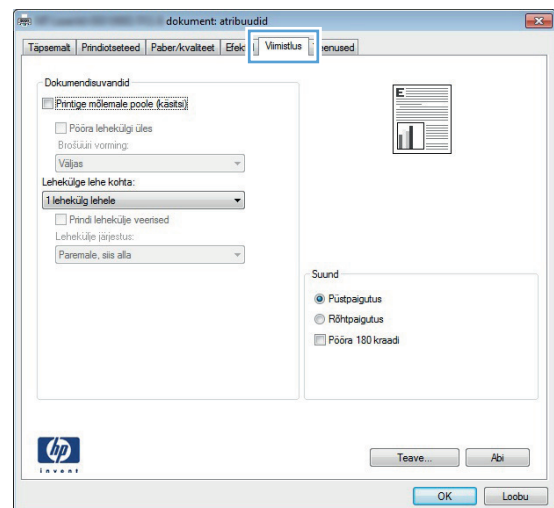 dokument: atribuudid
Täpsemalt Prindiotseteed Paber/kvaliteet Viimistlus
Dokumendisuvandid
Printige mõlemale poole (käsitsi)
Pööra lehekülgi üles
Brošüüri vorming:
Väljas
Lehekülge lehe kohta:
1 lehekülg lehele
Prindi lehekülje veerised
Lehekülje järjestus:
Paremale, siis alla
E
Suund
Püstpaigutus
Rõhtpaigutus
Pööra 180 kraadi
hp
invent
Teave... Abi
OK Loobu